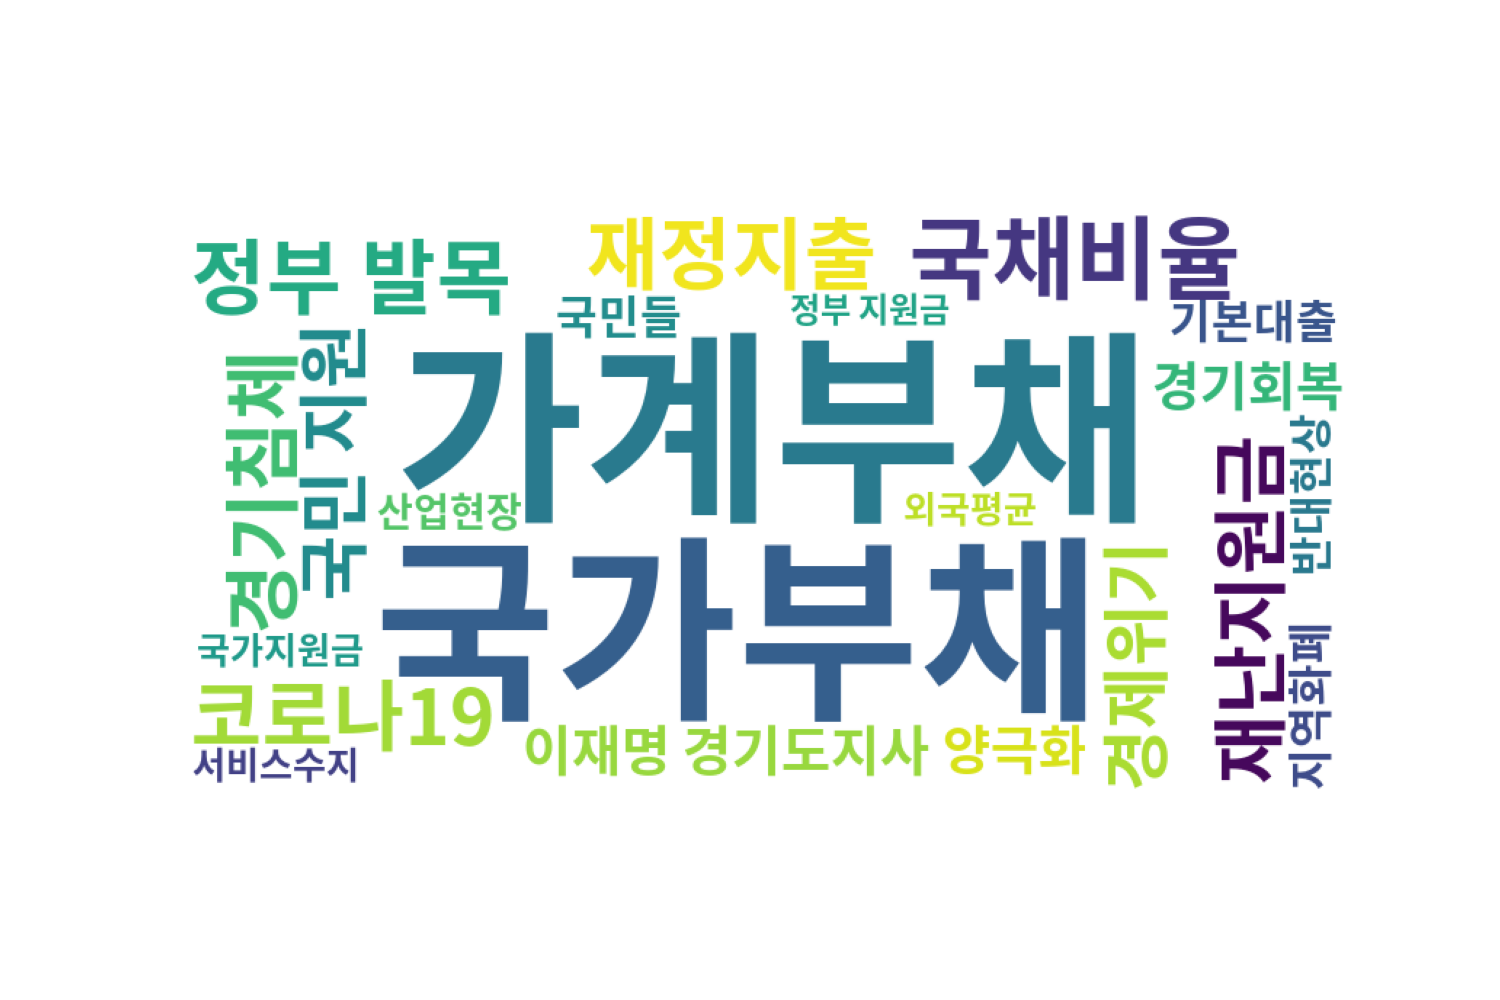 정부 발목
재정지출
국채비율
국민들
정부 지원금
기본대출
가계부채
경기회복
경기침체
국민 지원
산업현장
외국평균
반대현상
재난지원금
국가부채
경제위기
국가지원금
지역화폐
코로나19
이재명 경기도지사
양극화
서비스수지